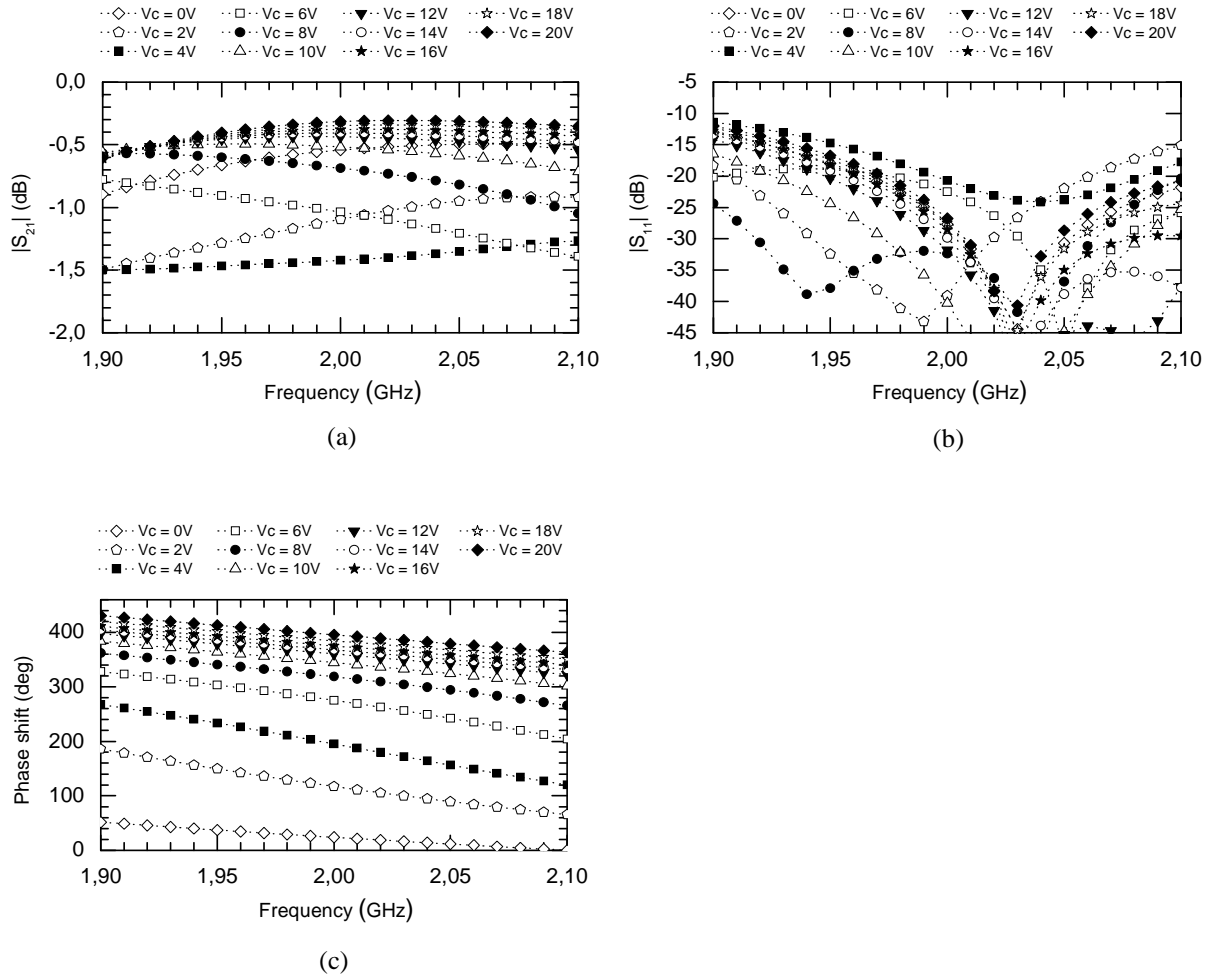 Vc = 0V Vc = 6V Vc = 12V Vc = 18V
Vc = 2V Vc = 8V Vc = 14V Vc = 20V
Vc = 4V Vc = 10V Vc = 16V
0,0
-0,5
-1,0
-1,5
-2,0
|S21| (dB)
1,90 1,95 2,00 2,05 2,10
Frequency (GHz)
(a)
Vc = 0V Vc = 6V Vc = 12V Vc = 18V
Vc = 2V Vc = 8V Vc = 14V Vc = 20V
Vc = 4V Vc = 10V Vc = 16V
-5
-10
-15
-20
-25
-30
-35
-40
-45
|S11| (dB)
1,90 1,95 2,00 2,05 2,10
Frequency (GHz)
(b)
Vc = 0V Vc = 6V Vc = 12V Vc = 18V
Vc = 2V Vc = 8V Vc = 14V Vc = 20V
Vc = 4V Vc = 10V Vc = 16V
400
300
200
100
0
Phase shift (deg)
1,90 1,95 2,00 2,05 2,10
Frequency (GHz)
(c)